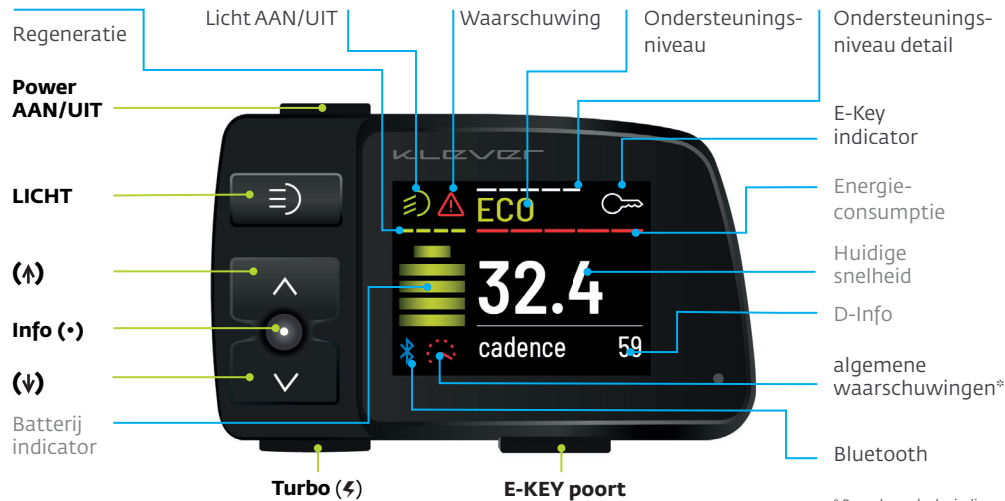 Regeneratie
Licht AAN/UIT
Waarschuwing
Ondersteunings-
niveau
Ondersteunings-
niveau detail
Power
AAN/UIT
E-Key
indicator
KLEVER
LICHT
ECO
Energie-
consumptie
(↑)
32.4
Huidige
snelheid
Info (•)
cadence 59
D-Info
(↓)
algemene
waarschuwingen*
Batterij
indicator
Bluetooth
Turbo (⚡)
E-KEY poort